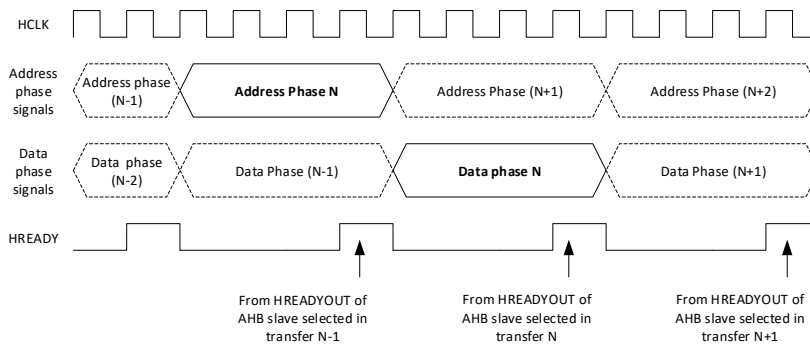 HCLK
Address
phase
signals
Address phase
(N-1)
Address Phase N
Address Phase (N+1)
Address Phase (N+2)
Data
phase
signals
Data  phase
(N-2)
Data Phase (N-1)
Data phase N
Data Phase (N+1)
HREADY
From HREADYOUT of
AHB slave selected in
transfer N-1
From HREADYOUT of
AHB slave selected in
transfer N
From HREADYOUT of
AHB slave selected in
transfer N+1